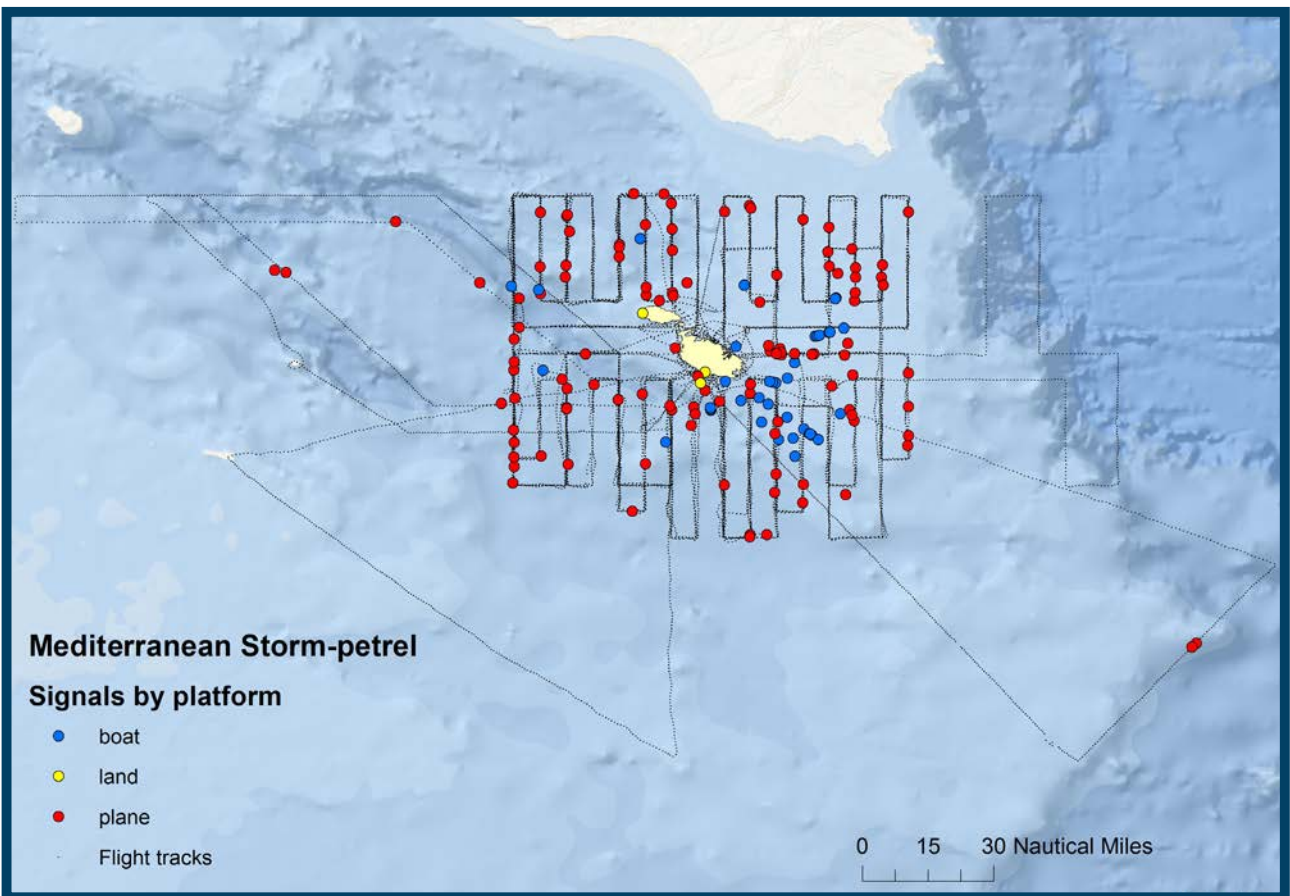 Mediterranean Storm-petrel
Signals by platform
boat
land
plane
Flight tracks
0 15 30 Nautical Miles